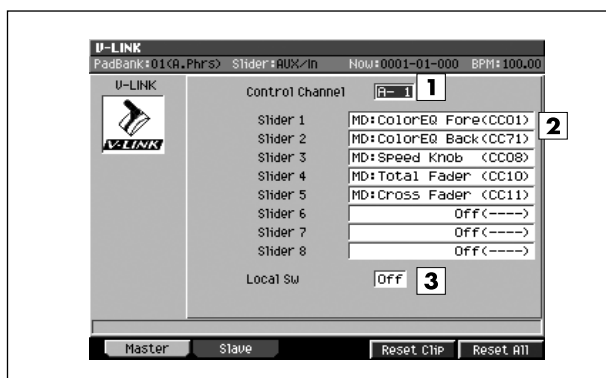 V-LINK
PadBank:01(A.Phrs) Slider:AUX/In Now:0001-01-000 BPM:100.00
V-LINK
V-LINK
Control Channel A- 1 1
2
Slider 1 MD:ColorEQ Fore(CC01)
Slider 2 MD:ColorEQ Back(CC71)
Slider 3 MD:Speed Knob (CC08)
Slider 4 MD:Total Fader (CC10)
Slider 5 MD:Cross Fader (CC11)
Slider 6 Off(----)
Slider 7 Off(----)
Slider 8 Off(----)
Local Sw Off 3
Master Slave Reset Clip Reset All